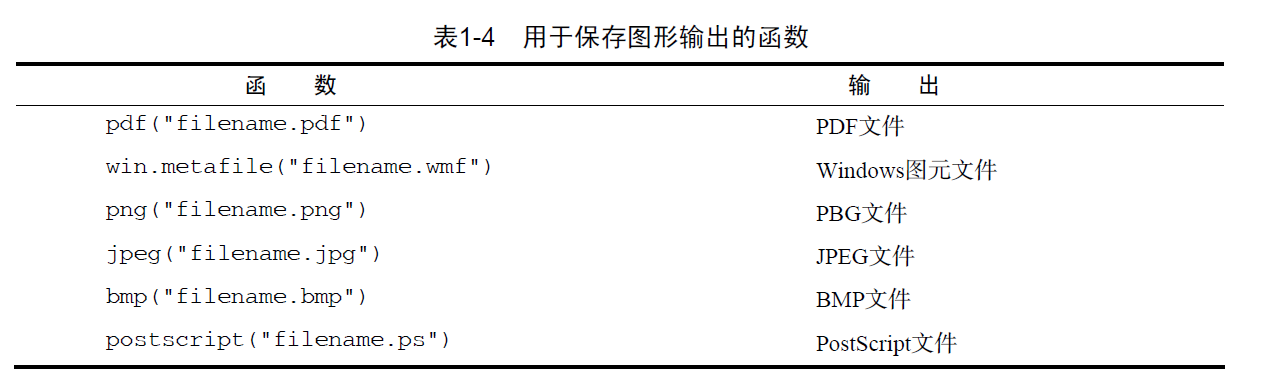 表1-4 用于保存图形输出的函数
函 数 输 出
pdf("filename.pdf") PDF文件
win.metafile("filename.wmf") Windows图元文件
png("filename.png") PBG文件
jpeg("filename.jpg") JPEG文件
bmp("filename.bmp") BMP文件
postscript("filename.ps") PostScript文件